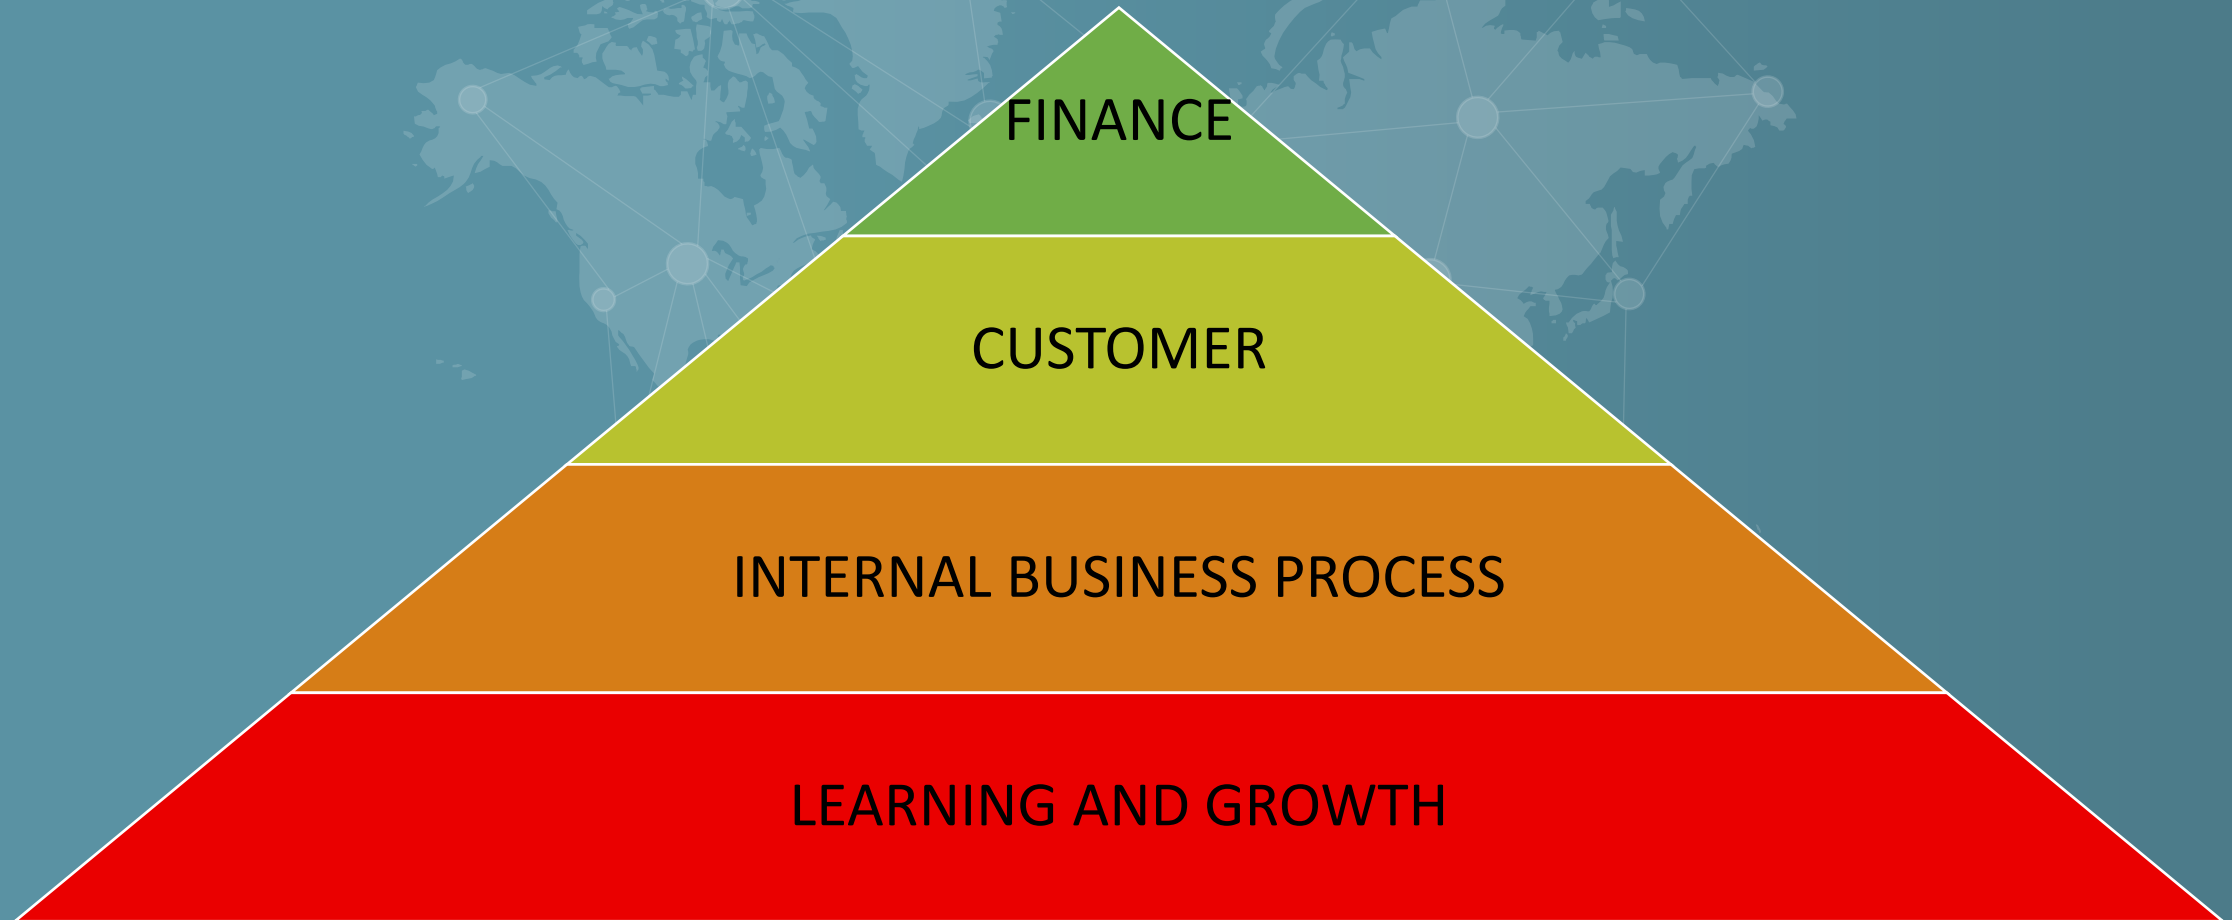 FINANCE
CUSTOMER
INTERNAL BUSINESS PROCESS
LEARNING AND GROWTH